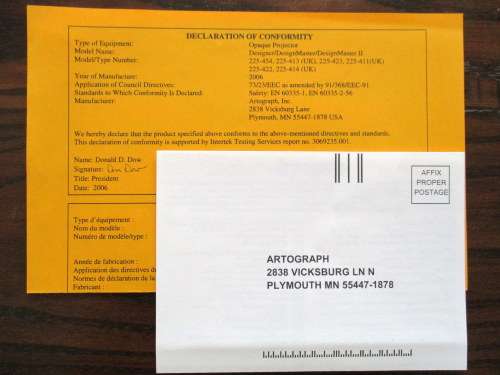 DECLARATION OF CONFORMITY
Type of Equipment: Opaque Projector
Model Name: Designer/DesignMaster/DesignMaster II
Model/Type Number: 225-454, 225-413 (UK), 225-423, 225-411(UK)
225-422, 225-414 (UK)
Year of Manufacture: 2006
Application of Council Directives: 73/23/EEC as amended by 91/368/EEC-91
Standards to Which Conformity Is Declared: Safety: EN 60335-1, EN 60335-2-56
Manufacturer: Artograph, Inc.
2838 Vicksburg Lane
Plymouth, MN 55447-1878 USA
We hereby declare that the product specified above conforms to the above-mentioned directives and standards.
This declaration of conformity is supported by Intertek Testing Services report no. 3069235.001.
Name: Donald D. Dow
Signature:
Title: President
Date: 2006
Type d'équipement :
Nom du modèle :
Numéro de modèle/type :
Année de fabrication :
Application des directives du
Normes de déclaration de la
Fabricant :
AFFIX
PROPER
POSTAGE
ARTOGRAPH
2838 VICKSBURG LN N
PLYMOUTH MN 55447-1878